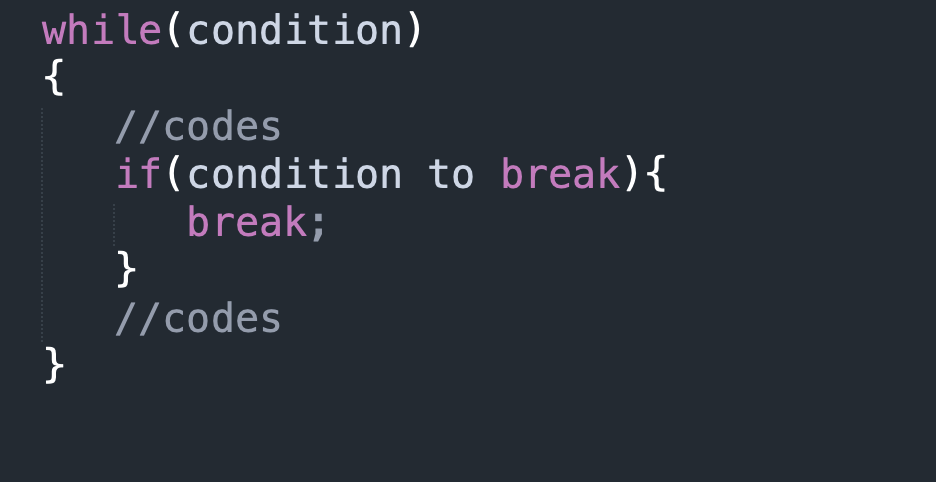 while(condition)
{
//codes
if(condition to break){
break;
}
//codes
}